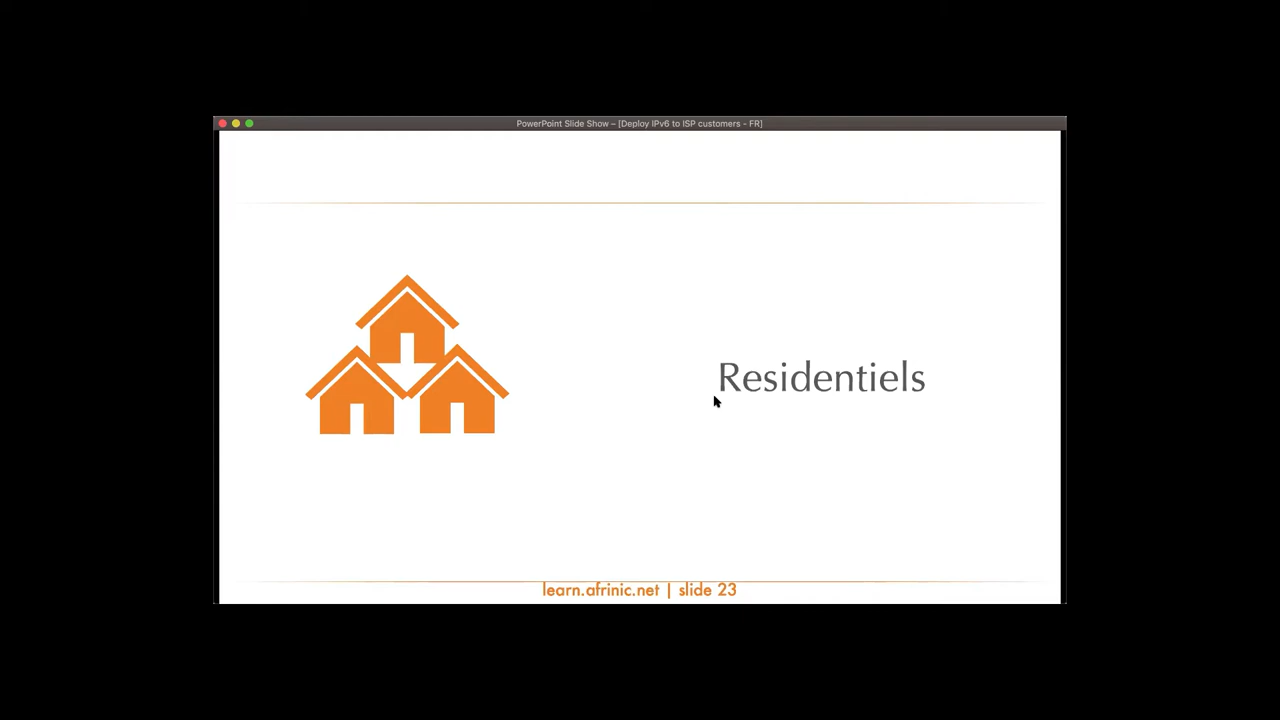 PowerPoint Slide Show – [Deploy IPv6 to ISP customers - FR]
Residentiels
learn.afrinic.net | slide 23